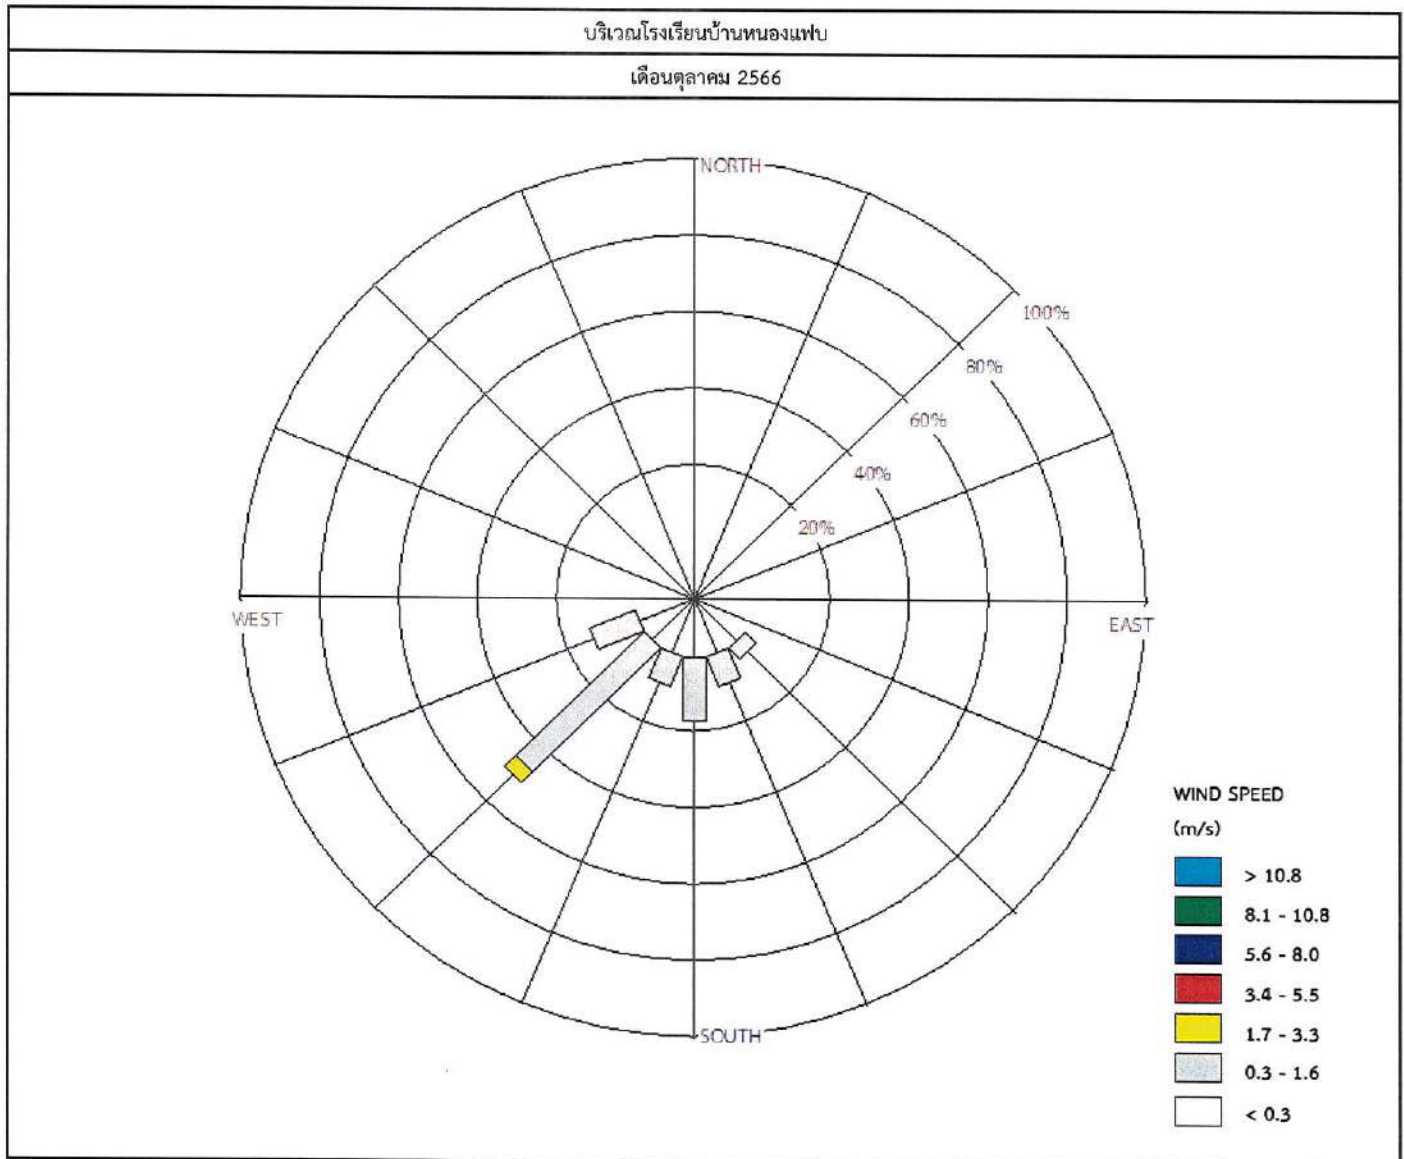 บริเวณโรงเรียนบ้านหนองแฟบ
เดือนตุลาคม 2566
NORTH
100%
80%
60%
40%
20%
WEST
EAST
SOUTH
WIND SPEED
(m/s)
> 10.8
8.1 - 10.8
5.6 - 8.0
3.4 - 5.5
1.7 - 3.3
0.3 - 1.6
< 0.3